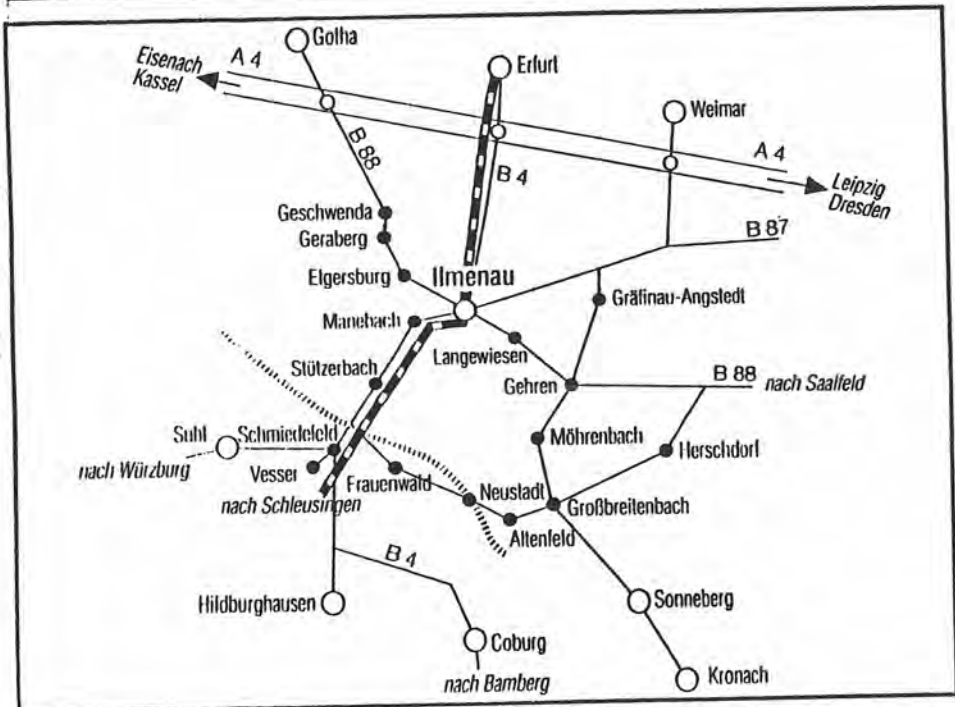 Gotha
A 4
Eisenach
Kassel
Erfurt
Weimar
B 88
B 4
A 4
Leipzig
Dresden
Geschwenda
Geraberg
B 87
Elgersburg
Ilmenau
Gräfinau-Angstedt
Manebach
Langewiesen
Stützerbach
Gehren
B 88
nach Saalfeld
Suhl
Schmiedefeld
Möhrenbach
Herschdorf
nach Würzburg
Vesser
Frauenwald
nach Schleusingen
Neustadt
Großbreitenbach
Altenfeld
B 4
Hildburghausen
Sonneberg
Coburg
nach Bamberg
Kronach